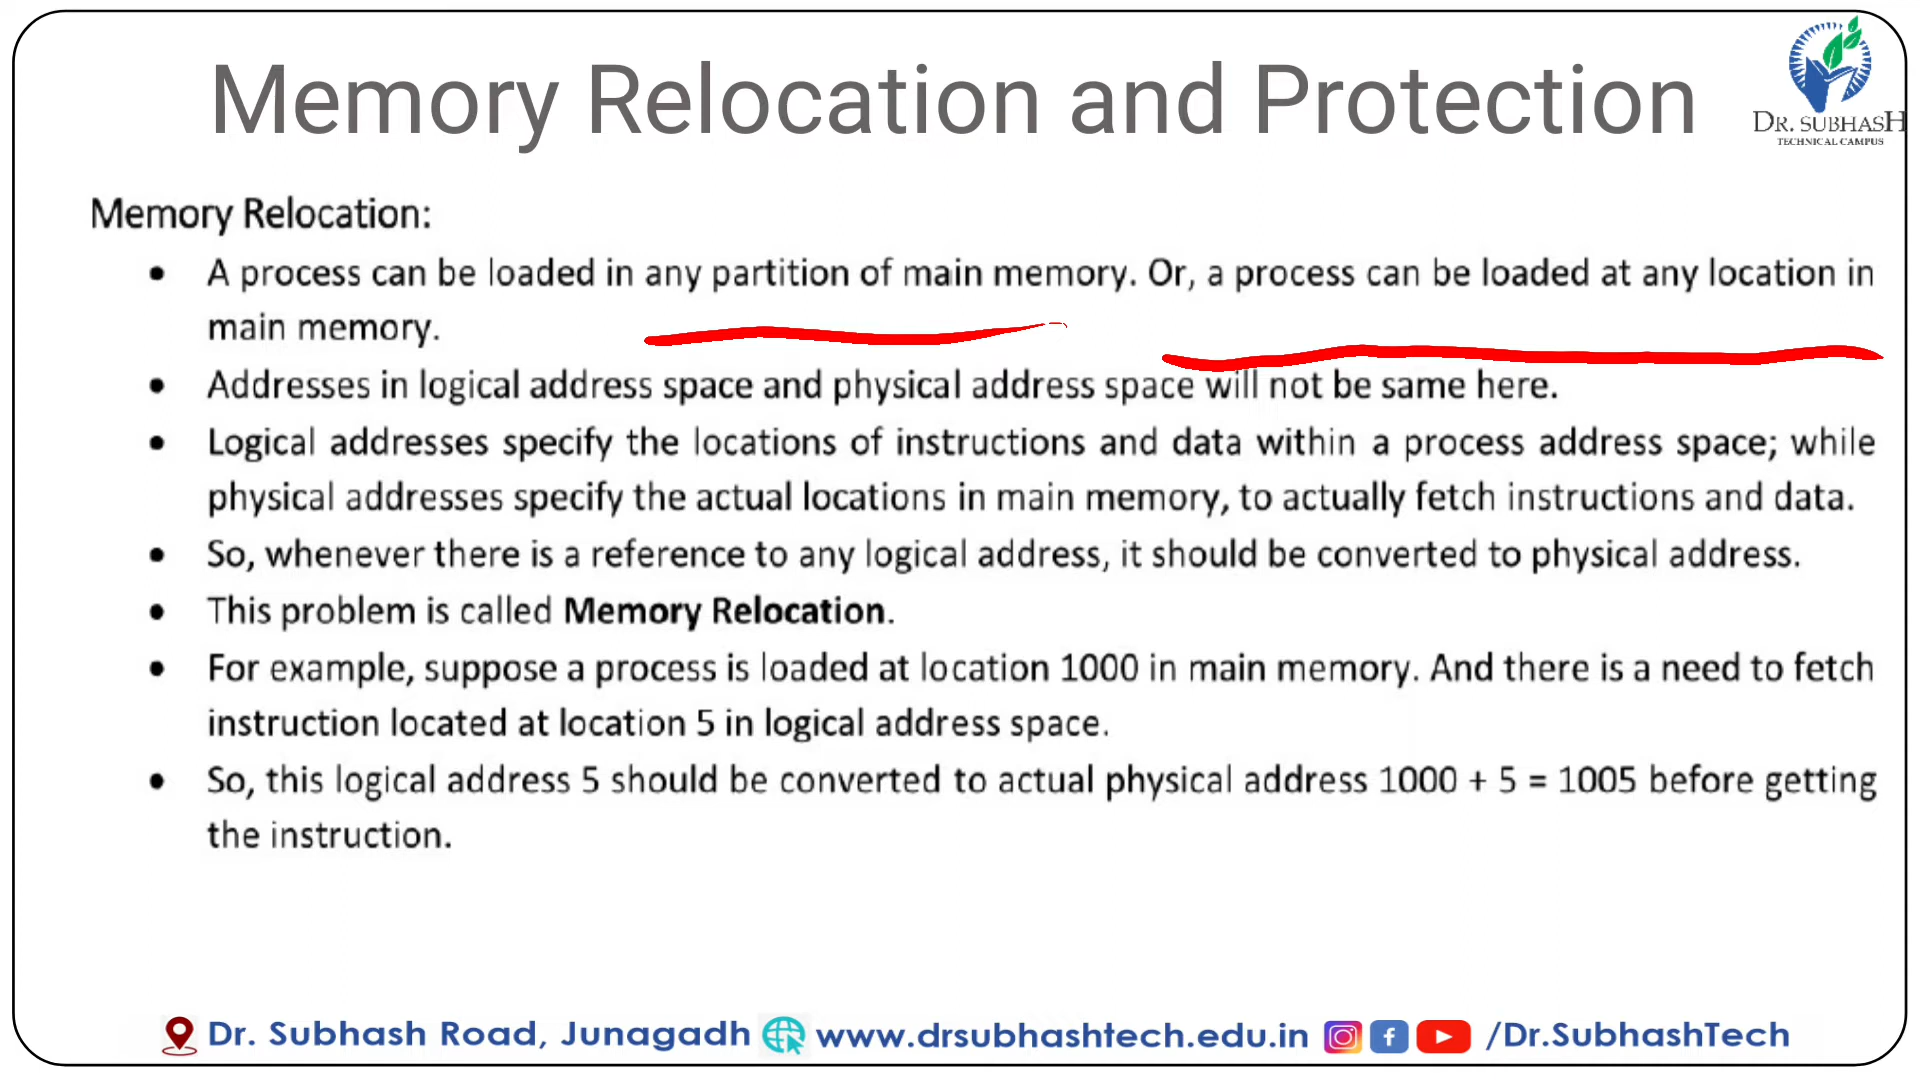 Memory Relocation and Protection
DR. SUBHASH
TECHNICAL CAMPUS
Memory Relocation:
• A process can be loaded in any partition of main memory. Or, a process can be loaded at any location in
main memory.
• Addresses in logical address space and physical address space will not be same here.
• Logical addresses specify the locations of instructions and data within a process address space; while
physical addresses specify the actual locations in main memory, to actually fetch instructions and data.
• So, whenever there is a reference to any logical address, it should be converted to physical address.
• This problem is called Memory Relocation.
• For example, suppose a process is loaded at location 1000 in main memory. And there is a need to fetch
instruction located at location 5 in logical address space.
• So, this logical address 5 should be converted to actual physical address 1000 + 5 = 1005 before getting
the instruction.
Dr. Subhash Road, Junagadh www.drsubhashtech.edu.in /Dr.SubhashTech